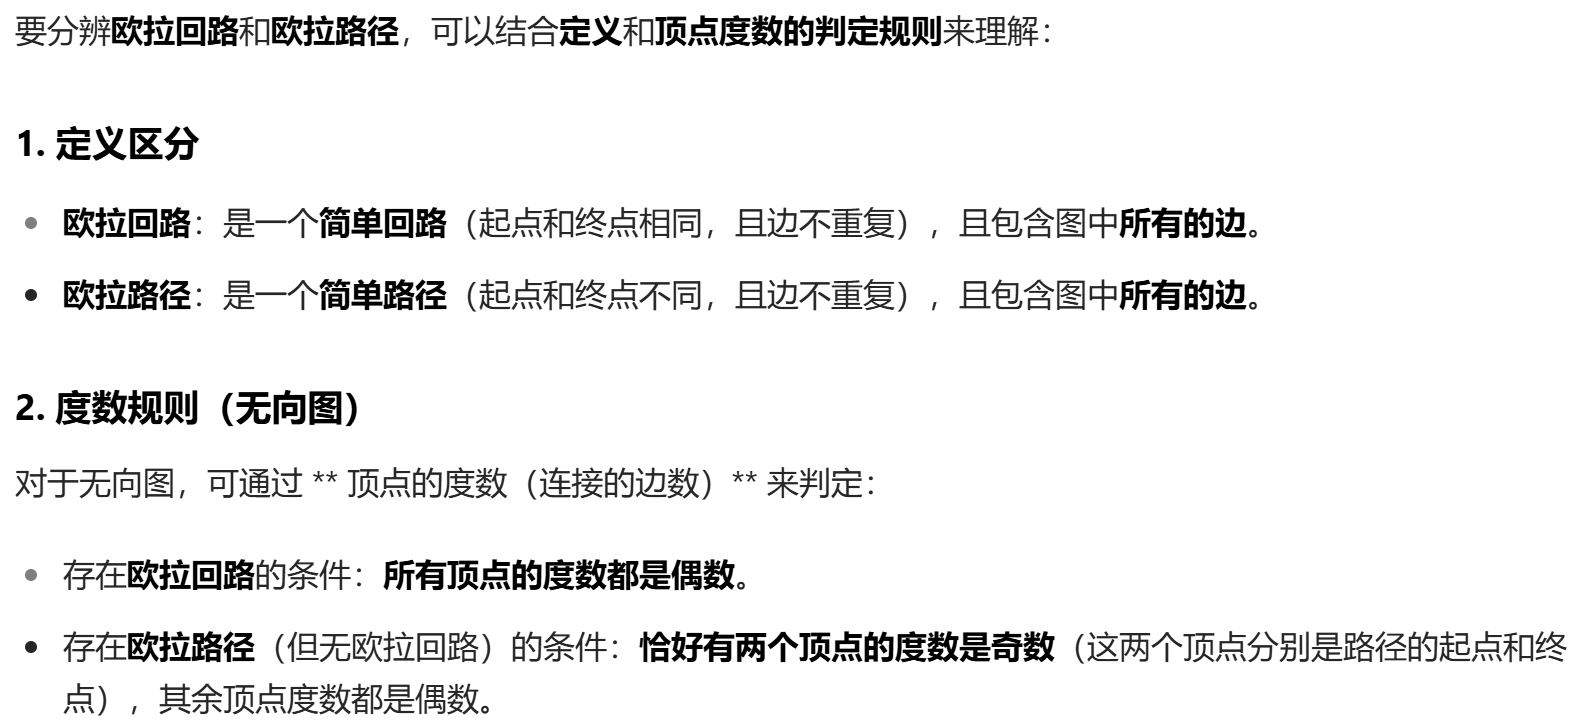 要分辨欧拉回路和欧拉路径，可以结合定义和顶点度数的判定规则来理解：
1. 定义区分
• 欧拉回路：是一个简单回路（起点和终点相同，且边不重复），且包含图中所有的边。
• 欧拉路径：是一个简单路径（起点和终点不同，且边不重复），且包含图中所有的边。
2. 度数规则（无向图）
对于无向图，可通过 ** 顶点的度数（连接的边数）** 来判定：
• 存在欧拉回路的条件：所有顶点的度数都是偶数。
• 存在欧拉路径（但无欧拉回路）的条件：恰好有两个顶点的度数是奇数（这两个顶点分别是路径的起点和终
点），其余顶点度数都是偶数。